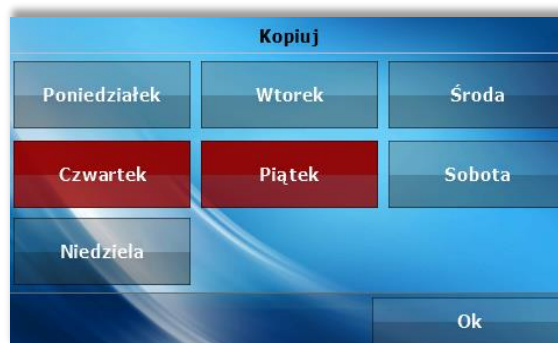 Kopiuj
Poniedziałek Wtorek Środa
Czwartek Piątek Sobota
Niedziela
Ok